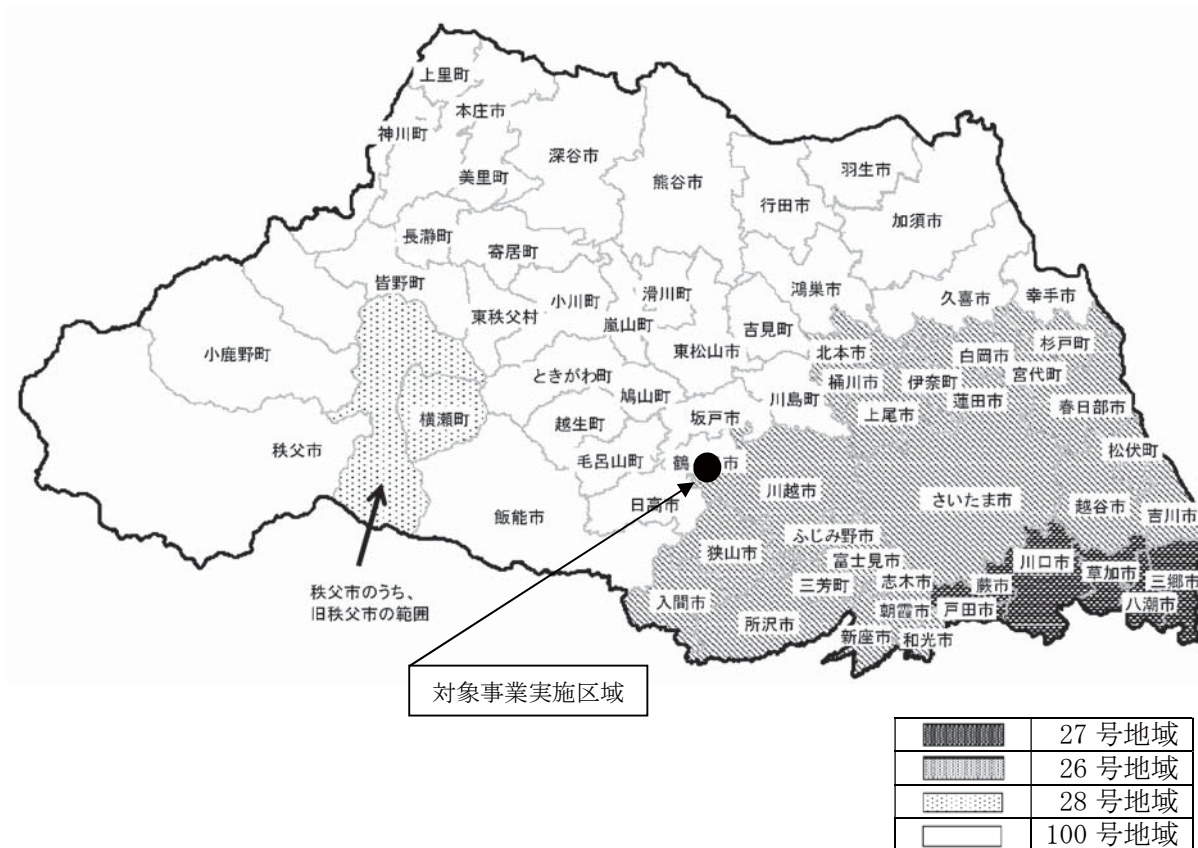 上里町
本庄市
神川町
深谷市
羽生市
美里町
熊谷市
行田市
加須市
長瀞町
寄居町
皆野町
鴻巣市
久喜市
幸手市
東秩父村
小川町
滑川町
嵐山町
吉見町
小鹿野町
東松山市
北本市
白岡市
杉戸町
ときがわ町
桶川市
伊奈町
宮代町
鳩山町
川島町
蓮田市
横瀬町
坂戸市
上尾市
春日部市
越生町
秩父市
毛呂山町
鶴 市
松伏町
川越市
さいたま市
日高市
越谷市
吉川市
飯能市
ふじみ野市
狭山市
富士見市
川口市
草加市
三芳町
志木市
蕨市
三郷市
秩父市のうち、
旧秩父市の範囲
入間市
朝霞市
戸田市
八潮市
所沢市
新座市
和光市
対象事業実施区域
27 号地域
26 号地域
28 号地域
100 号地域